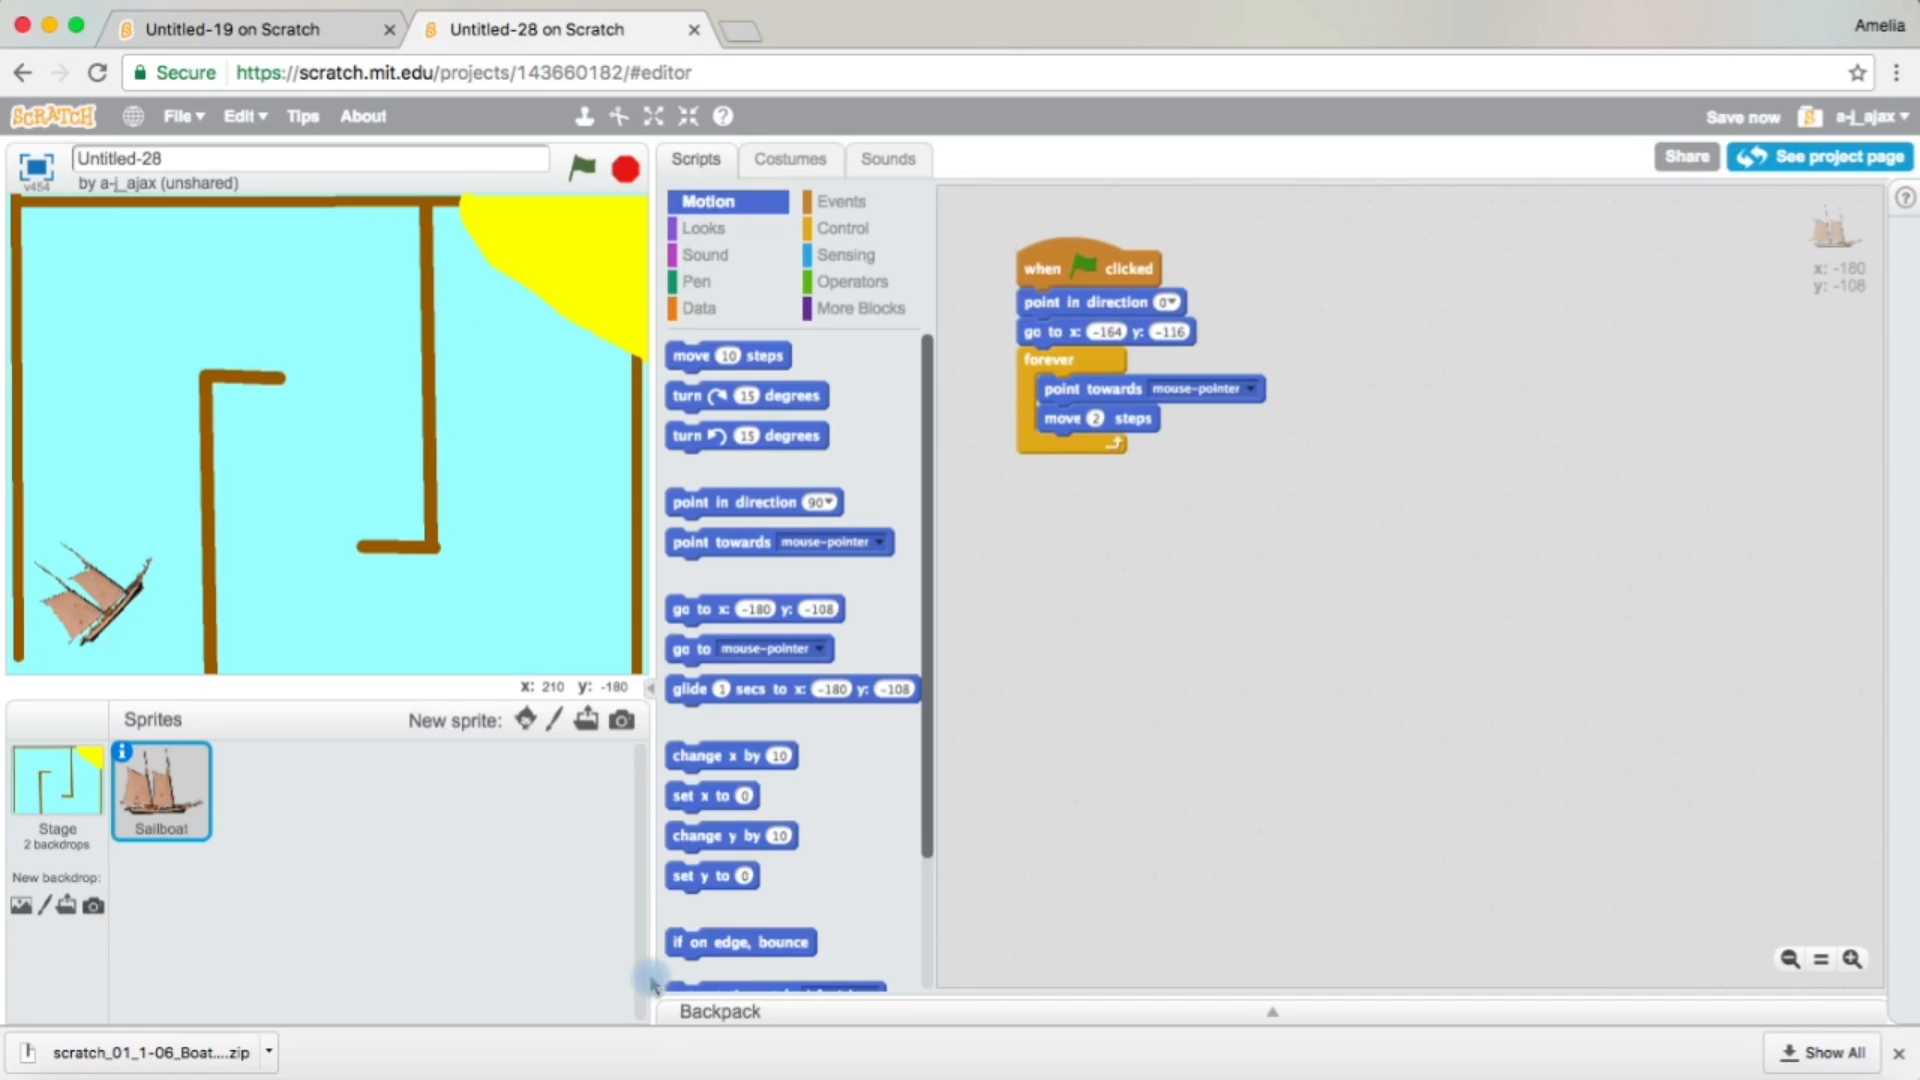 Untitled-19 on Scratch
Untitled-28 on Scratch
Amelia
Secure https://scratch.mit.edu/projects/143660182/#editor
SCRATCH File Edit Tips About
Save now a-j_ajax
Untitled-28
v454
by a-j_ajax (unshared)
Scripts Costumes Sounds
Share See project page
Motion Events
Looks Control
Sound Sensing
Pen Operators
Data More Blocks
move 10 steps
turn 15 degrees
turn 15 degrees
point in direction 90
point towards mouse-pointer
go to x: -180 y: -108
go to mouse-pointer
glide 1 secs to x: -180 y: -108
change x by 10
set x to 0
change y by 10
set y to 0
if on edge, bounce
when clicked
point in direction 0
go to x: -164 y: -116
forever
point towards mouse-pointer
move 2 steps
x: -180
y: -108
x: 210 y: -180
Sprites New sprite:
Stage
2 backdrops
Sailboat
New backdrop:
Backpack
scratch_01_1-06_Boat....zip
Show All